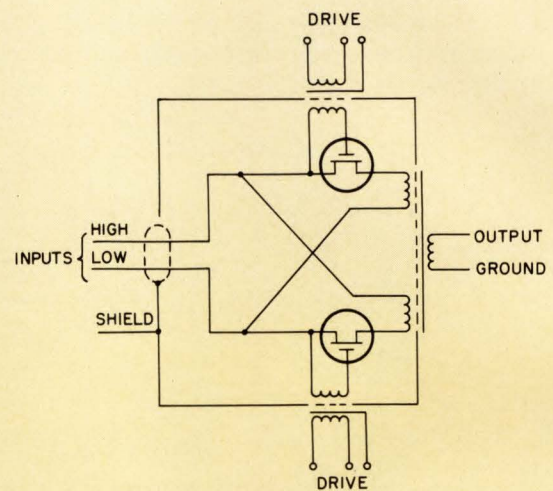 DRIVE
HIGH
INPUTS
LOW
SHIELD
OUTPUT
GROUND
DRIVE